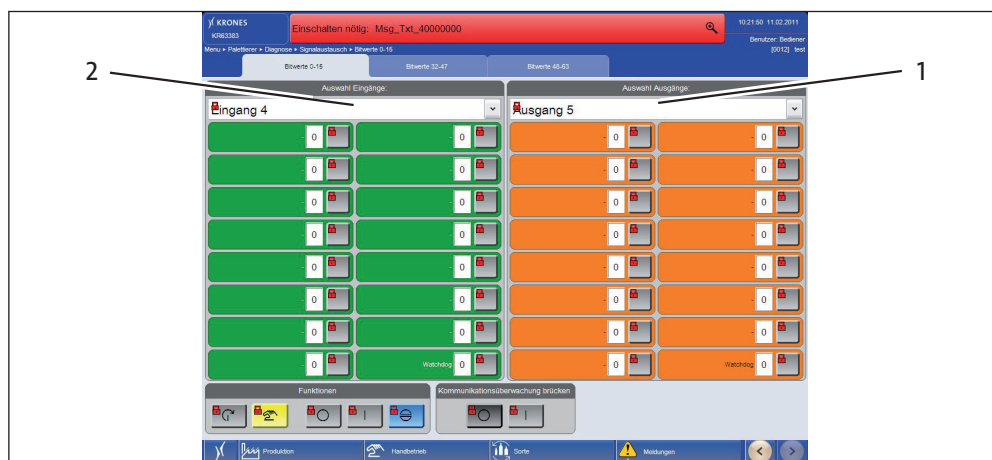 KRONES
KR63383
Einschalten nötig: Msg_Txt_40000000
10:21:50 11.02.2011
Benutzer: Bediener
[0012] test
Menu ▸ Palettierer ▸ Diagnose ▸ Signalaustausch ▸ Bitwerte 0-15
Bitwerte 0-15 Bitwerte 32-47 Bitwerte 48-63
2
1
Auswahl Eingänge: Auswahl Ausgänge:
Eingang 4 Ausgang 5
- 0 - 0 - 0 - 0
- 0 - 0 - 0 - 0
- 0 - 0 - 0 - 0
- 0 - 0 - 0 - 0
- 0 - 0 - 0 - 0
- 0 - 0 - 0 - 0
- 0 - 0 - 0 - 0
- 0 Watchdog 0 - 0 Watchdog 0
Funktionen Kommunikationsüberwachung brücken
Produktion Handbetrieb Sorte Meldungen